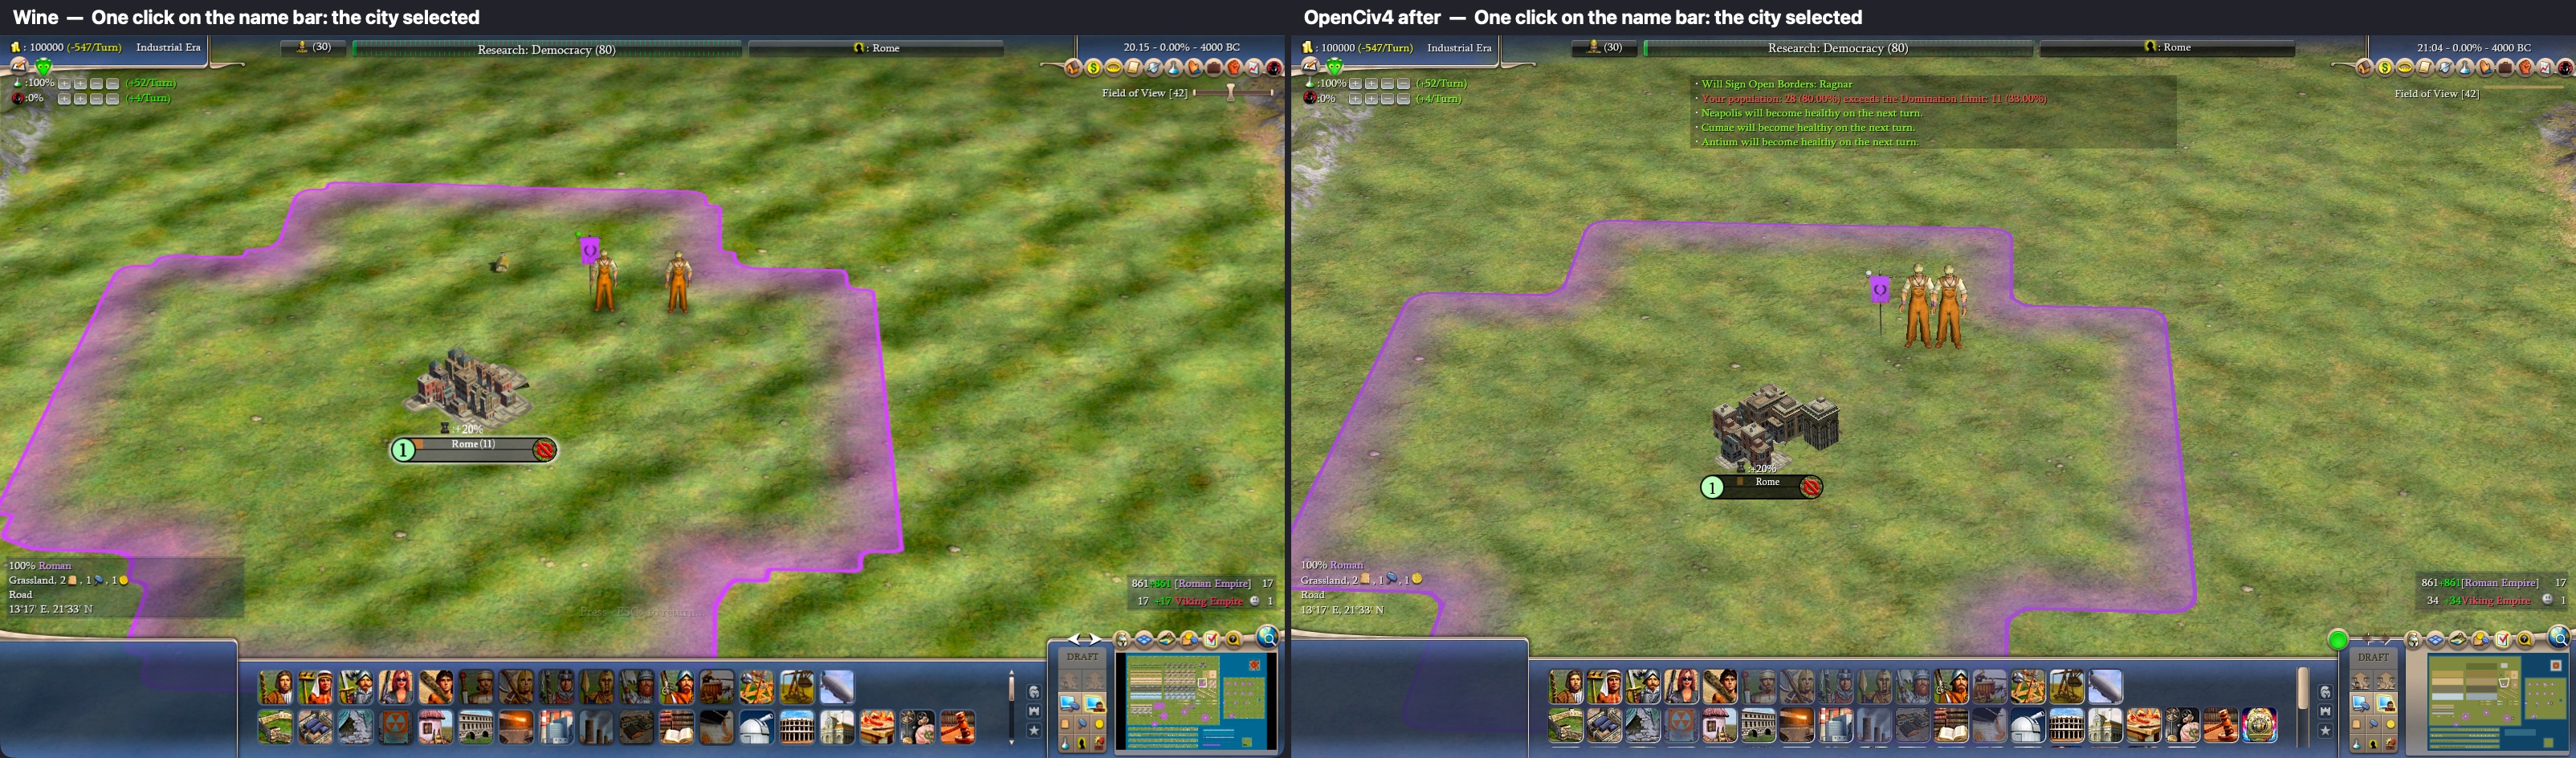 Wine — One click on the name bar: the city selected
: 100000 (-547/Turn) Industrial Era
(30)
Research: Democracy (80)
: Rome
20.15 - 0.00% - 4000 BC
:100% (+52/Turn)
:0% (+4/Turn)
Field of View [42]
:+20%
1 Rome (11)
100% Roman
Grassland, 2 , 1 , 1
Road
13°17' E, 21°33' N
861+861 [Roman Empire] 17
17 +17 Viking Empire 1
DRAFT
OpenCiv4 after — One click on the name bar: the city selected
: 100000 (-547/Turn) Industrial Era
(30)
Research: Democracy (80)
: Rome
21:04 - 0.00% - 4000 BC
:100% (+52/Turn)
:0% (+4/Turn)
· Will Sign Open Borders: Ragnar
· Your population: 28 (80.00%) exceeds the Domination Limit: 11 (33.00%)
· Neapolis will become healthy on the next turn.
· Cumae will become healthy on the next turn.
· Antium will become healthy on the next turn.
Field of View [42]
:+20%
1 Rome
100% Roman
Grassland, 2 , 1 , 1
Road
13°17' E, 21°33' N
861+861[Roman Empire] 17
34 +34Viking Empire 1
DRAFT